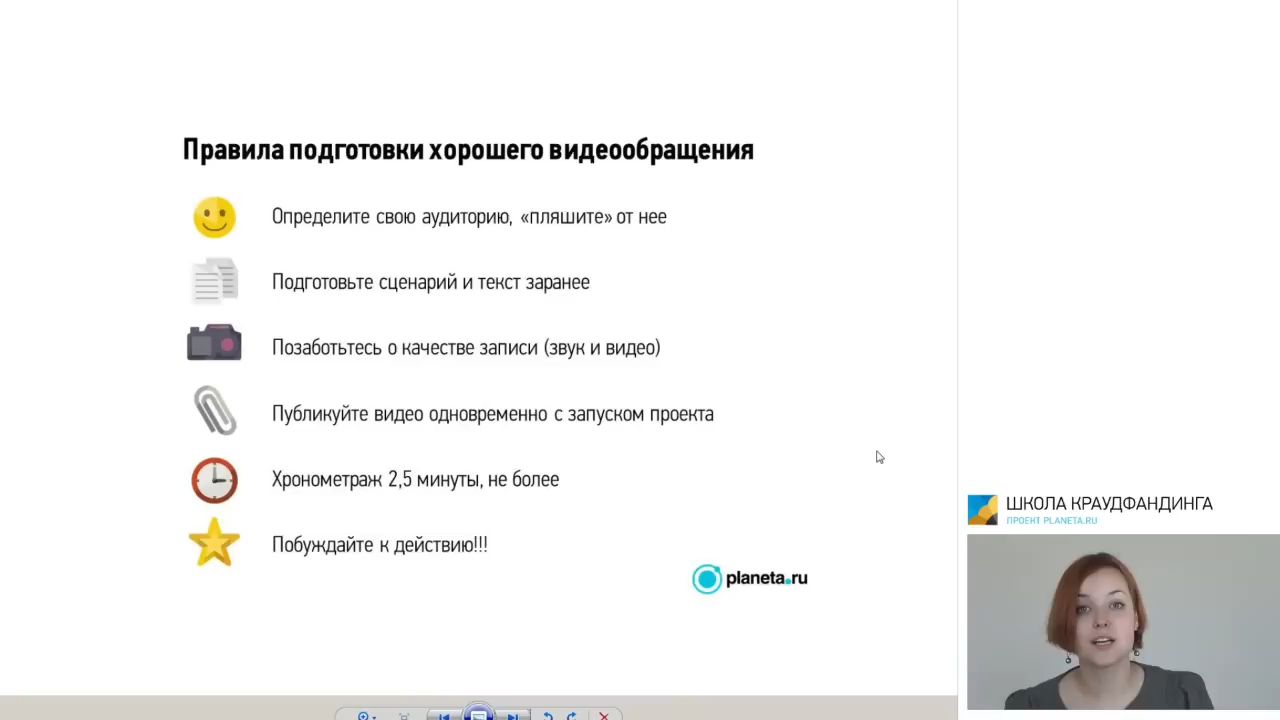 Правила подготовки хорошего видеообращения
Определите свою аудиторию, «пляшите» от нее
Подготовьте сценарий и текст заранее
Позаботьтесь о качестве записи (звук и видео)
Публикуйте видео одновременно с запуском проекта
Хронометраж 2,5 минуты, не более
Побуждайте к действию!!!
planeta.ru
ШКОЛА КРАУДФАНДИНГА
ПРОЕКТ PLANETA.RU